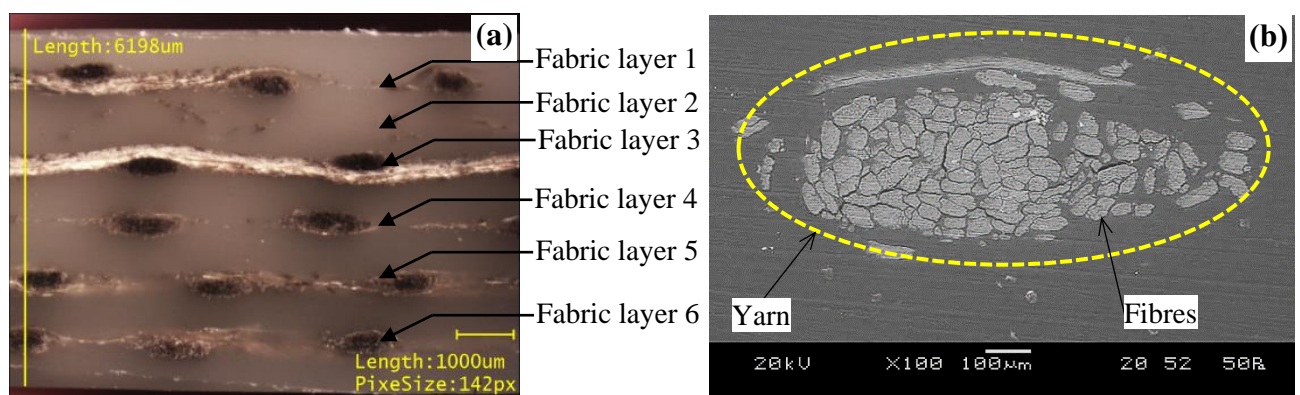 (a)
Length:6198um
Fabric layer 1
Fabric layer 2
Fabric layer 3
Fabric layer 4
Fabric layer 5
Fabric layer 6
Length:1000um
PixeSize:142px
(b)
Yarn
Fibres
20kV X100 100µm 20 52 50Pa